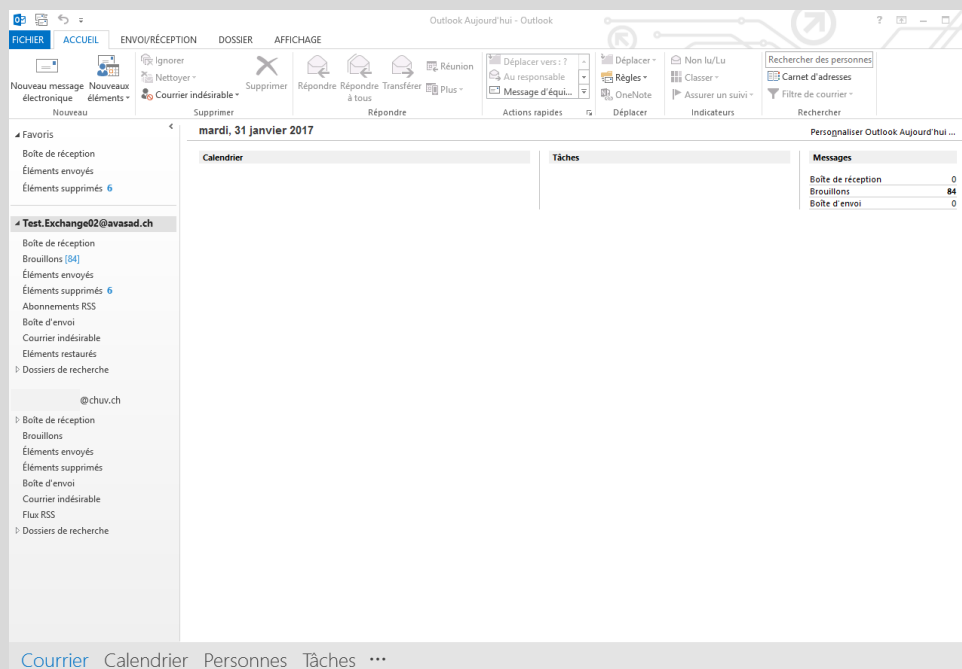 Outlook Aujourd'hui - Outlook
?
FICHIER ACCUEIL ENVOI/RÉCEPTION DOSSIER AFFICHAGE
Nouveau message électronique
Nouveaux éléments
Nouveau
Ignorer
Nettoyer
Courrier indésirable
Supprimer
Supprimer
Répondre
Répondre à tous
Transférer
Réunion
Plus
Répondre
Déplacer vers : ?
Au responsable
Message d'équi...
Actions rapides
Déplacer
Règles
OneNote
Déplacer
Non lu/Lu
Classer
Assurer un suivi
Indicateurs
Rechercher des personnes
Carnet d'adresses
Filtre de courrier
Rechercher
Favoris
Boîte de réception
Éléments envoyés
Éléments supprimés 6
Test.Exchange02@avasad.ch
Boîte de réception
Brouillons [84]
Éléments envoyés
Éléments supprimés 6
Abonnements RSS
Boîte d'envoi
Courrier indésirable
Eléments restaurés
Dossiers de recherche
@chuv.ch
Boîte de réception
Brouillons
Éléments envoyés
Éléments supprimés
Boîte d'envoi
Courrier indésirable
Flux RSS
Dossiers de recherche
mardi, 31 janvier 2017
Personnaliser Outlook Aujourd'hui ...
Calendrier
Tâches
Messages
Boîte de réception 0
Brouillons 84
Boîte d'envoi 0
Courrier Calendrier Personnes Tâches ...